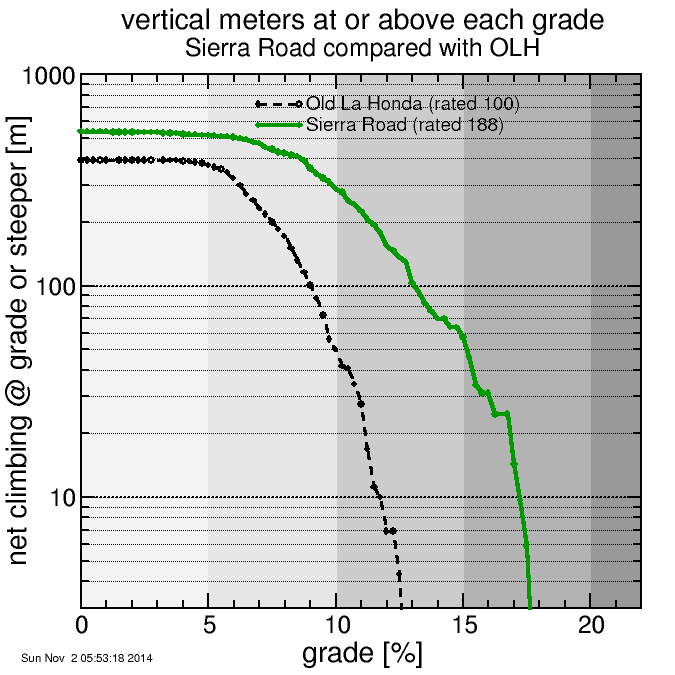 vertical meters at or above each grade
Sierra Road compared with OLH
net climbing @ grade or steeper [m]
1000
100
10
Old La Honda (rated 100)
Sierra Road (rated 188)
0 5 10 15 20
grade [%]
Sun Nov 2 05:53:18 2014